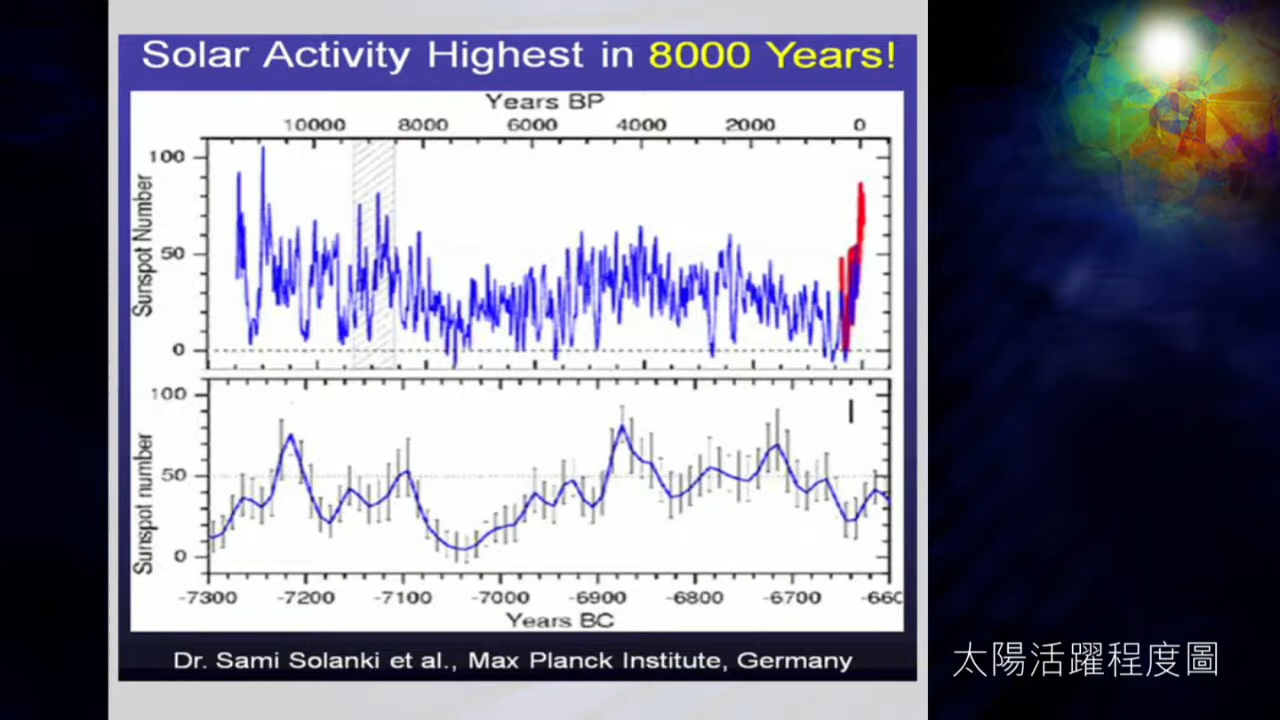 Solar Activity Highest in 8000 Years!
Years BP
10000 8000 6000 4000 2000 0
100
50
0
Sunspot Number
100
50
0
Sunspot number
-7300 -7200 -7100 -7000 -6900 -6800 -6700 -660
Years BC
Dr. Sami Solanki et al., Max Planck Institute, Germany
太陽活躍程度圖